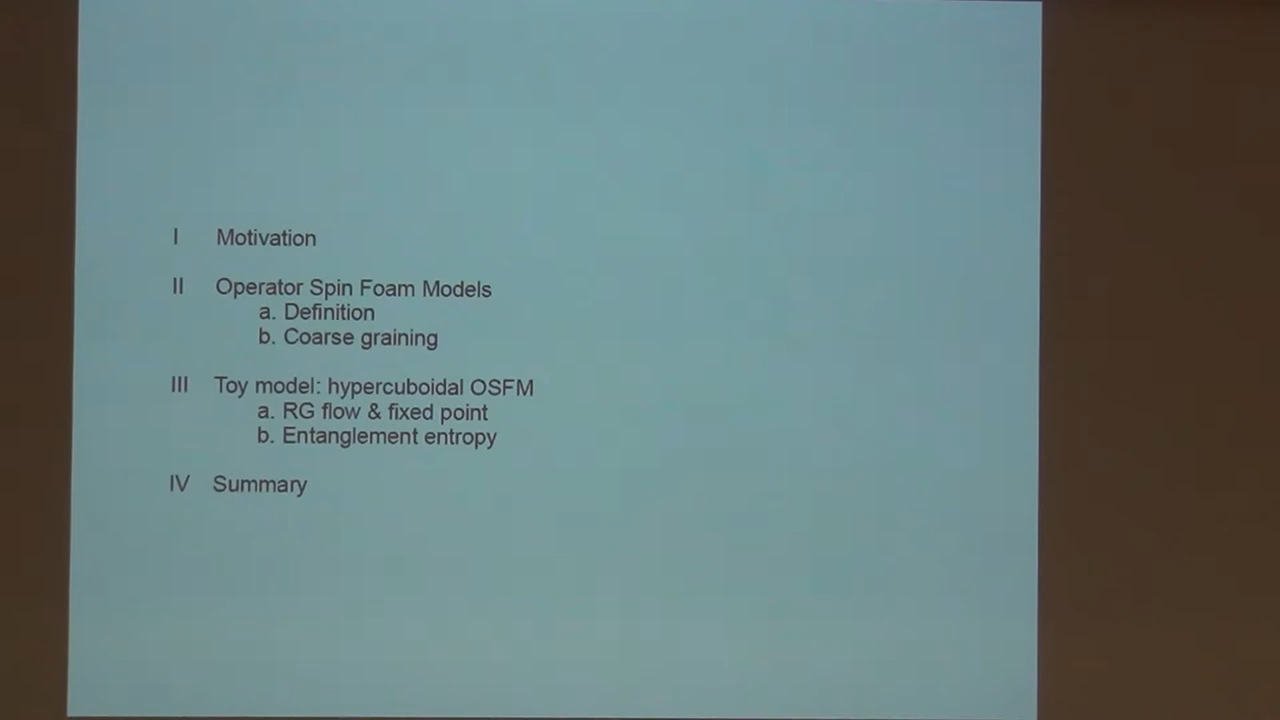 I Motivation
II Operator Spin Foam Models
a. Definition
b. Coarse graining
III Toy model: hypercuboidal OSFM
a. RG flow & fixed point
b. Entanglement entropy
IV Summary